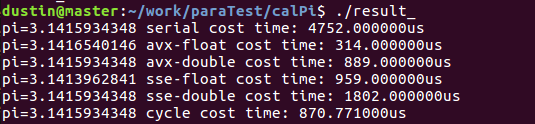 dustin@master:~/work/paraTest/calPi$ ./result_
pi=3.1415934348 serial cost time: 4752.000000us
pi=3.1416540146 avx-float cost time: 314.000000us
pi=3.1415934348 avx-double cost time: 889.000000us
pi=3.1413962841 sse-float cost time: 959.000000us
pi=3.1415934348 sse-double cost time: 1802.000000us
pi=3.1415934348 cycle cost time: 870.771000us